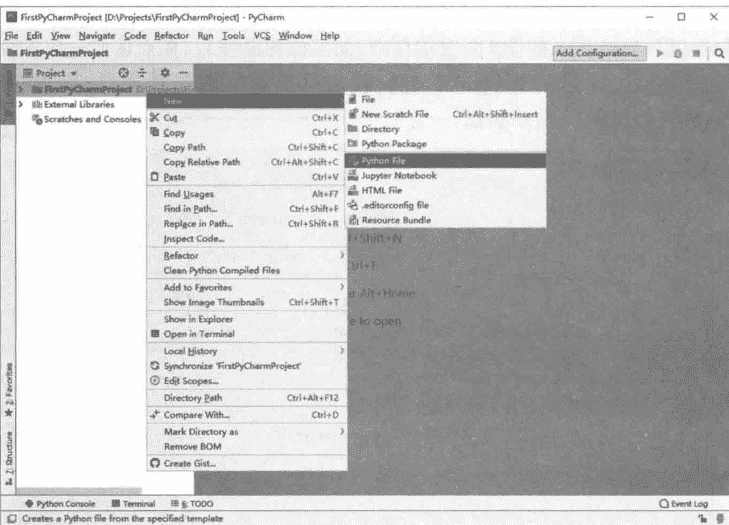 FirstPyCharmProject [D:\Projects\FirstPyCharmProject] - PyCharm
File Edit View Navigate Code Refactor Run Tools VCS Window Help
FirstPyCharmProject
Add Configuration...
Project
FirstPyCharmProject
External Libraries
Scratches and Consoles
New
Cut Ctrl+X
Copy Ctrl+C
Copy Path Ctrl+Shift+C
Copy Relative Path Ctrl+Alt+Shift+C
Paste Ctrl+V
Find Usages Alt+F7
Find in Path... Ctrl+Shift+F
Replace in Path... Ctrl+Shift+R
Inspect Code...
Refactor
Clean Python Compiled Files
Add to Favorites
Show Image Thumbnails Ctrl+Shift+T
Show in Explorer
Open in Terminal
Local History
Synchronize 'FirstPyCharmProject'
Edit Scopes...
Directory Path Ctrl+Alt+F12
Compare With... Ctrl+D
Mark Directory as
Remove BOM
Create Gist...
File
New Scratch File Ctrl+Alt+Shift+Insert
Directory
Python Package
Python File
Jupyter Notebook
HTML File
.editorconfig file
Resource Bundle
+Shift+N
Alt+Home
to open
2: Favorites
Z: Structure
Python Console Terminal 6: TODO
Event Log
Creates a Python file from the specified template